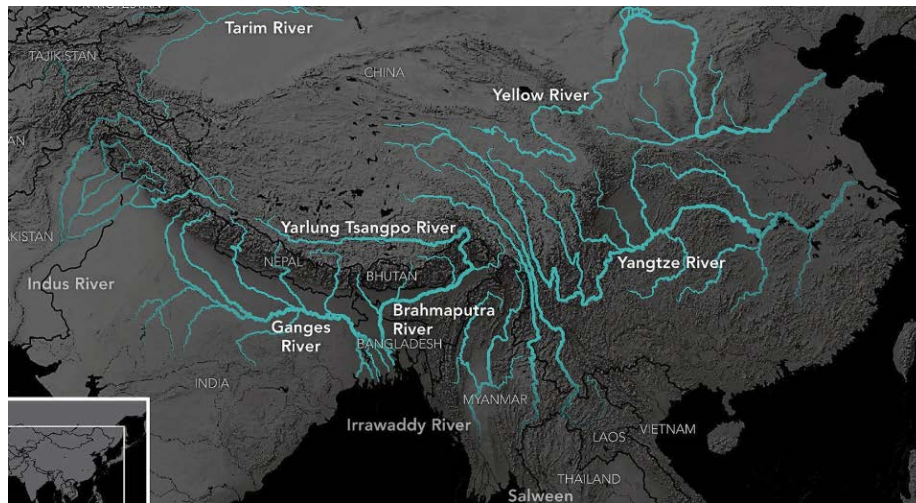 Tarim River
TAJIKISTAN
CHINA
Yellow River
Yarlung Tsangpo River
NEPAL
BHUTAN
Yangtze River
Indus River
Brahmaputra
River
Ganges
River
BANGLADESH
INDIA
MYANMAR
Irrawaddy River
LAOS
VIETNAM
THAILAND
Salween